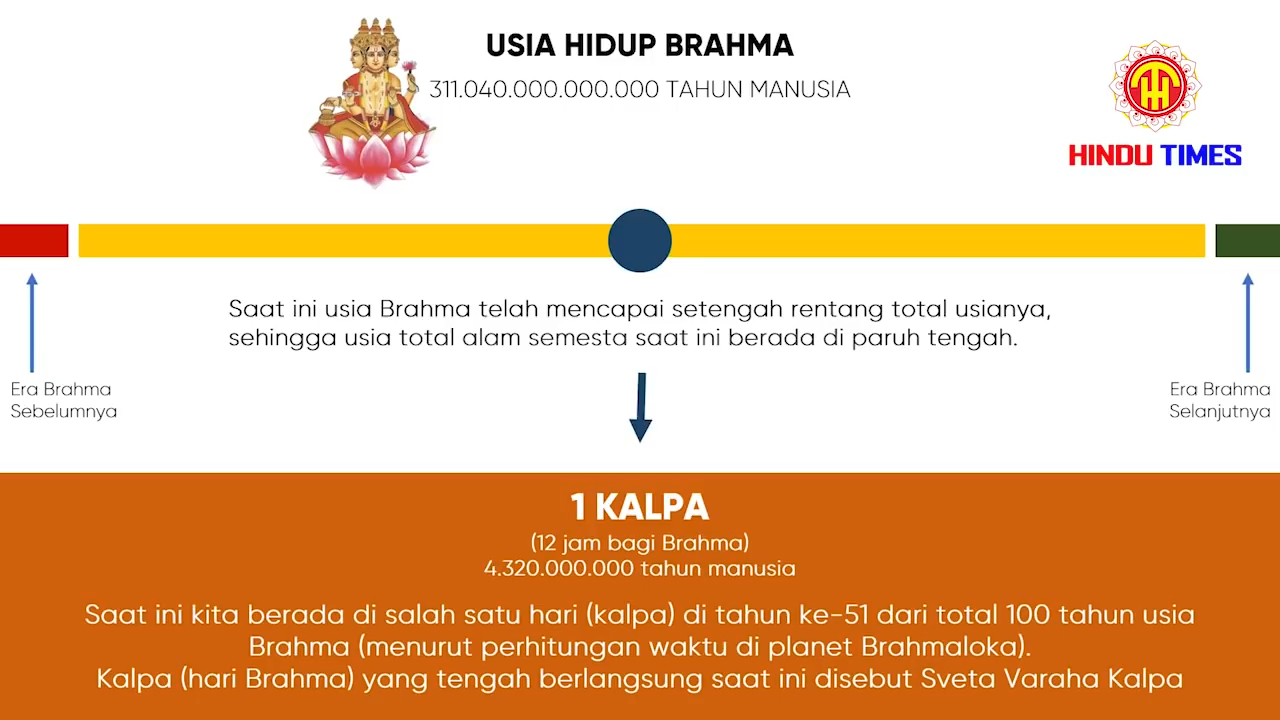 USIA HIDUP BRAHMA
311.040.000.000.000 TAHUN MANUSIA
HINDU TIMES
Saat ini usia Brahma telah mencapai setengah rentang total usianya,
sehingga usia total alam semesta saat ini berada di paruh tengah.
Era Brahma
Sebelumnya
Era Brahma
Selanjutnya
1 KALPA
(12 jam bagi Brahma)
4.320.000.000 tahun manusia
Saat ini kita berada di salah satu hari (kalpa) di tahun ke-51 dari total 100 tahun usia
Brahma (menurut perhitungan waktu di planet Brahmaloka).
Kalpa (hari Brahma) yang tengah berlangsung saat ini disebut Sveta Varaha Kalpa